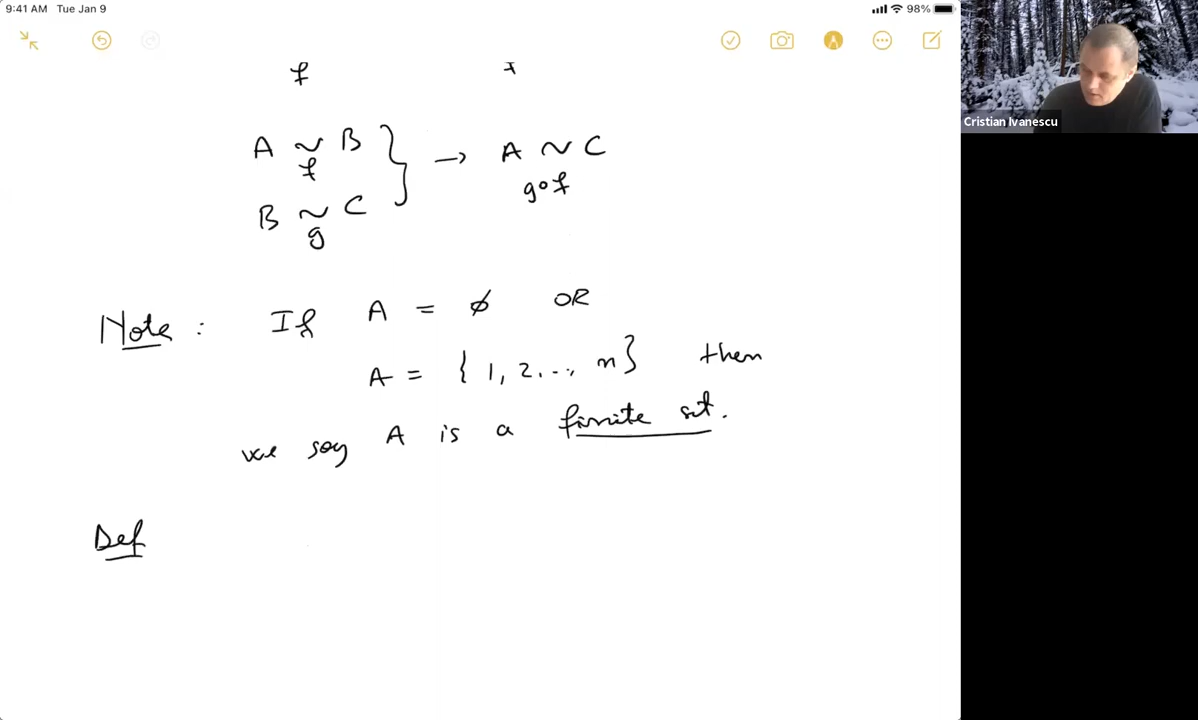 9:41 AM Tue Jan 9
98%
Cristian Ivanescu
f
A ~ B } → A ~ C
f
g∘f
B ~ C
g
Note : If A = ∅ OR
A = { 1, 2..., n} then
we say A is a finite set.
Def